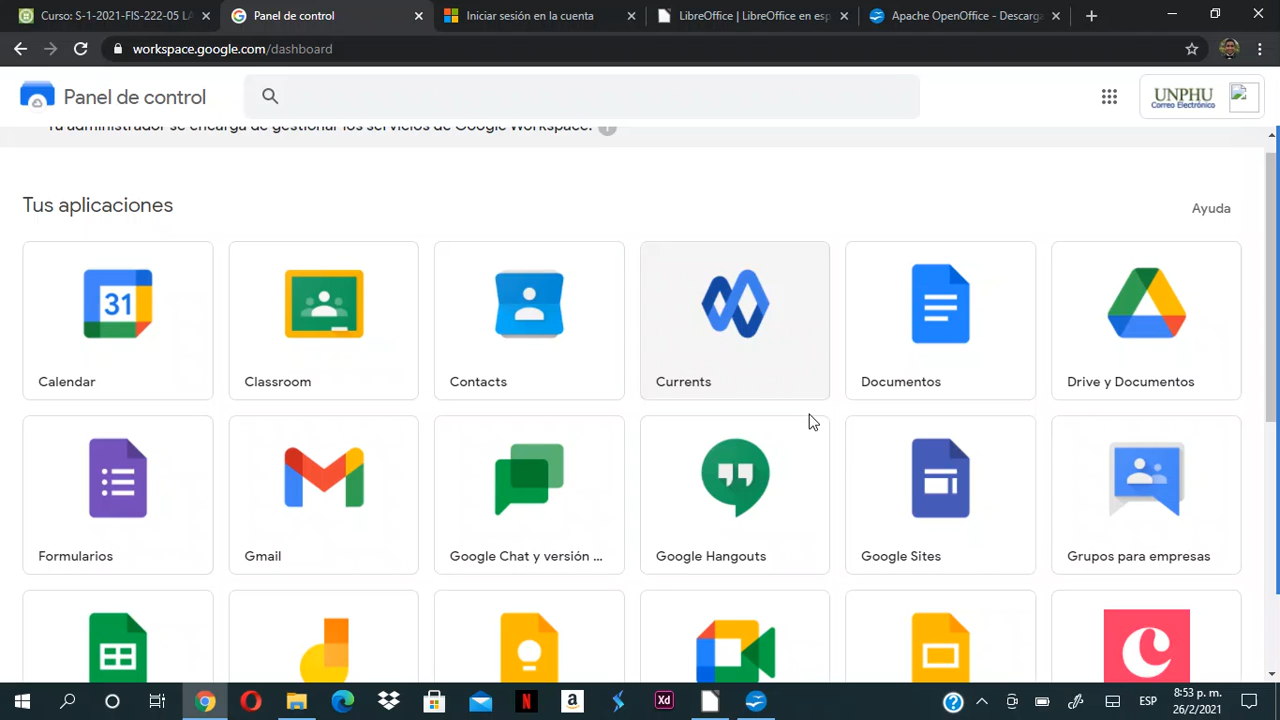 Curso: S-1-2021-FIS-222-05 LA
Panel de control
Iniciar sesión en la cuenta
LibreOffice | LibreOffice en esp
Apache OpenOffice - Descarga
workspace.google.com/dashboard
Panel de control
UNPHU
Correo Electrónico
Tu administrador se encarga de gestionar los servicios de Google Workspace.
Tus aplicaciones
Ayuda
31
Calendar
Classroom
Contacts
Currents
Documentos
Drive y Documentos
Formularios
Gmail
Google Chat y versión ...
Google Hangouts
Google Sites
Grupos para empresas
N
a
Xd
ESP
8:53 p. m.
26/2/2021